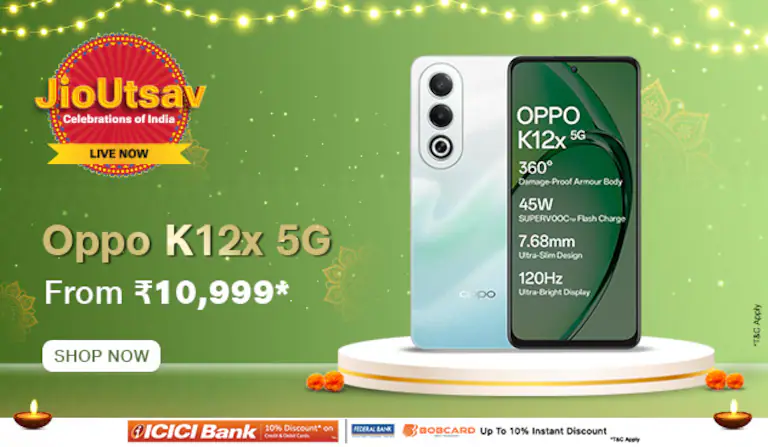 JioUtsav
Celebrations of India
LIVE NOW
Oppo K12x 5G
From ₹10,999*
SHOP NOW
oppo
OPPO
K12x 5G
360°
Damage-Proof Armour Body
45W
SUPERVOOC™ Flash Charge
7.68mm
Ultra-Slim Design
120Hz
Ultra-Bright Display
*T&C Apply
ICICI Bank
10% Discount* on
Credit & Debit Cards.
FEDERAL BANK
BOBCARD
Up To 10% Instant Discount
*T&C Apply